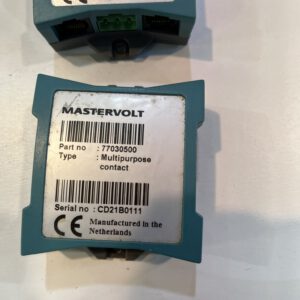 MASTERVOLT
Part no : 77030500
Type : Multipurpose
contact
Serial no : CD21B0111
CE Manufactured in the
Netherlands